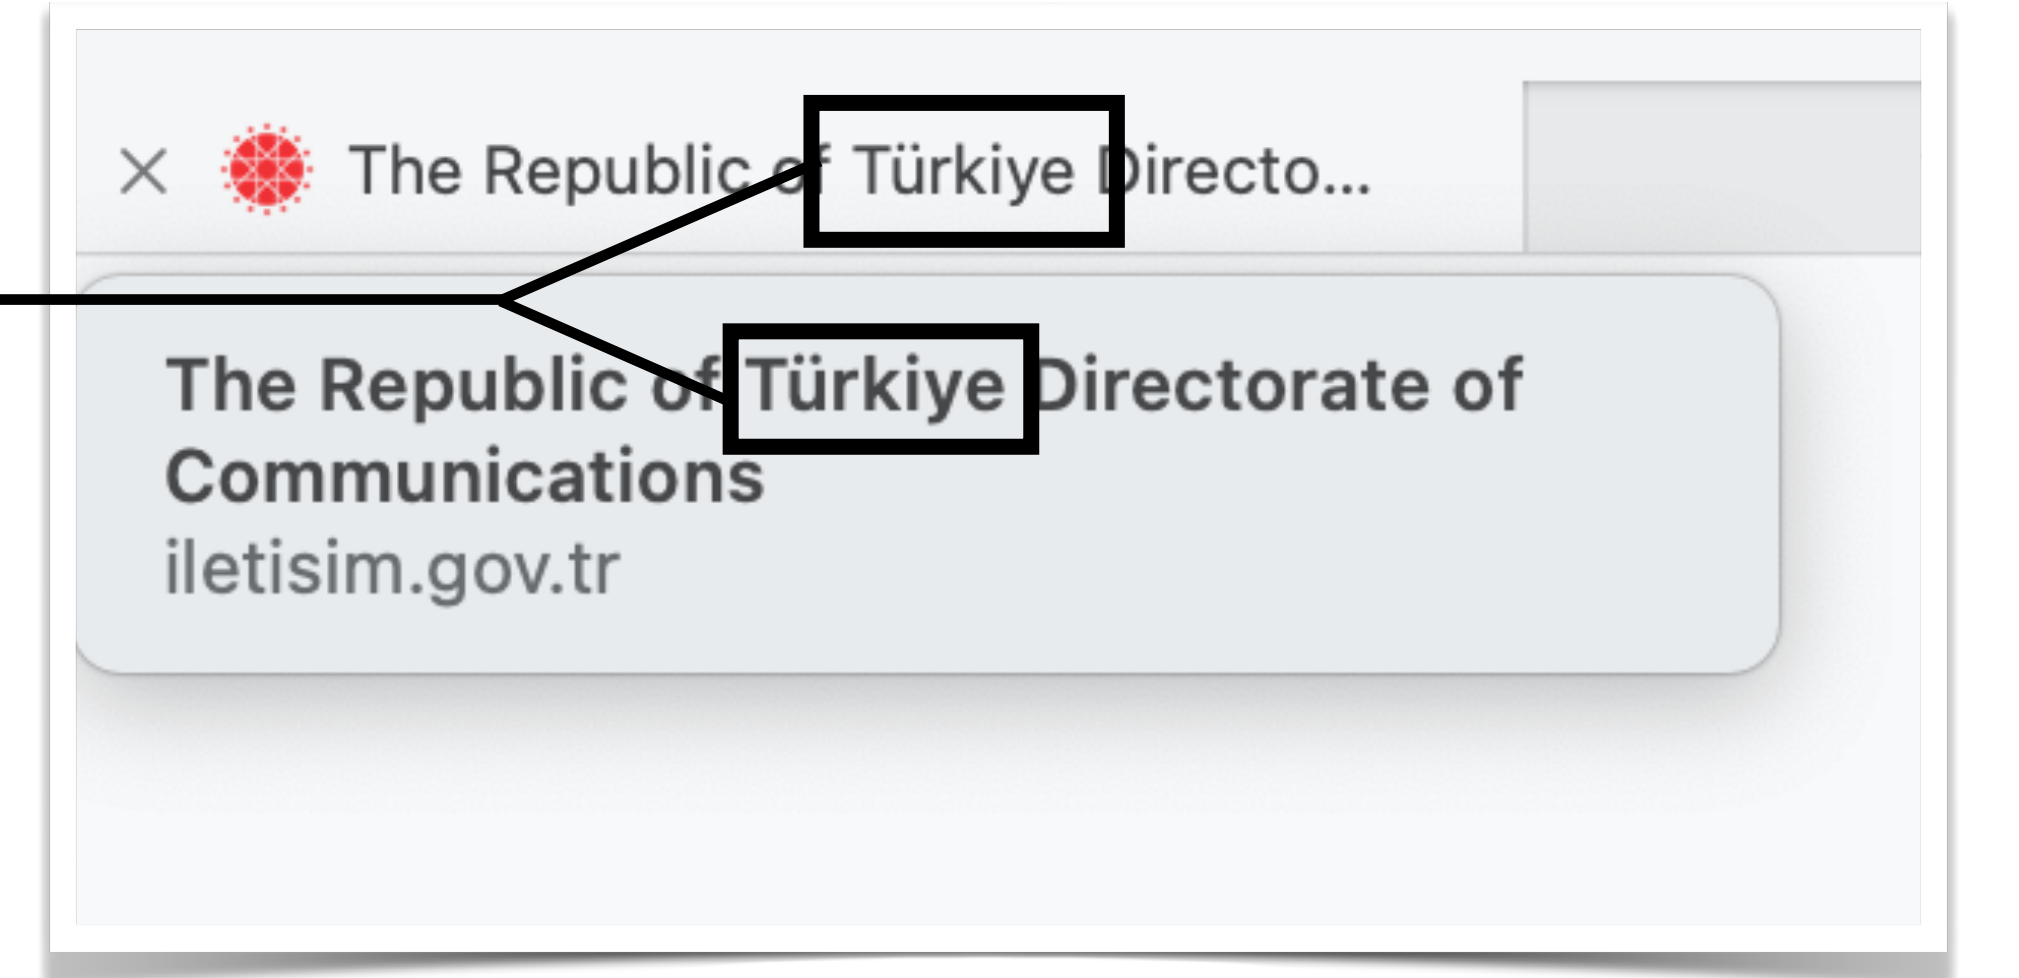 The Republic of Türkiye Directo...
The Republic of Türkiye Directorate of
Communications
iletisim.gov.tr